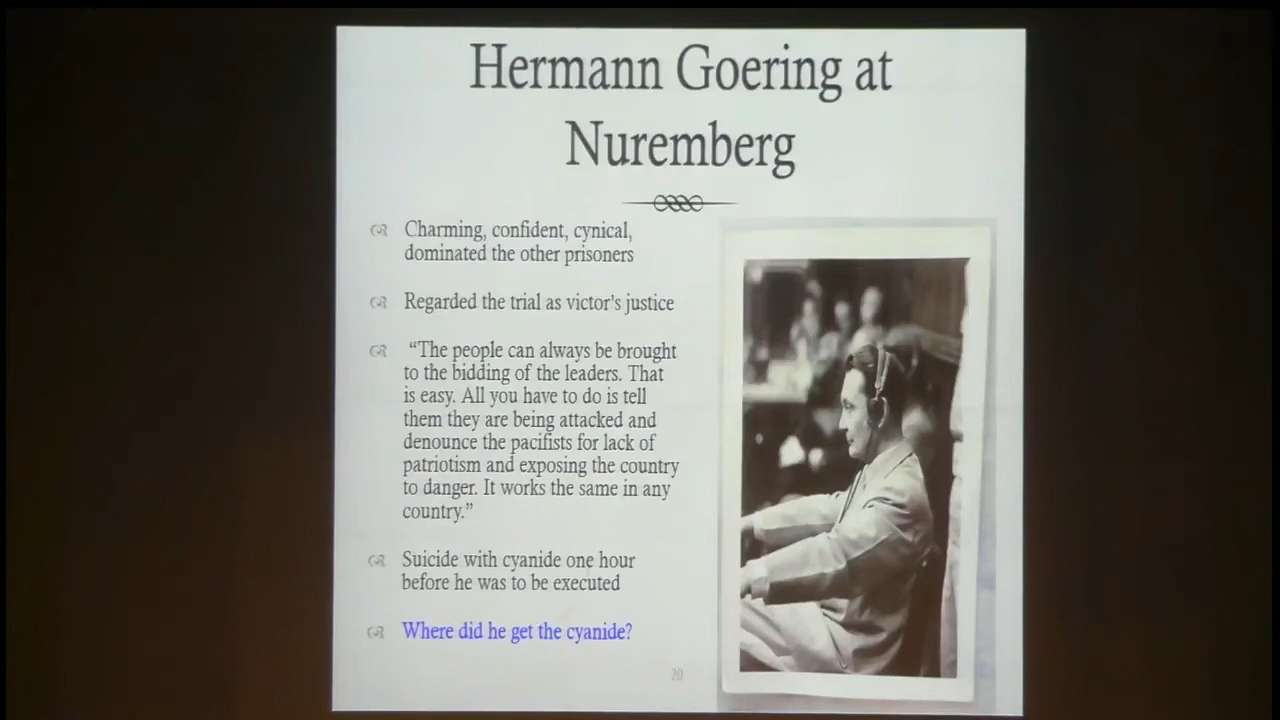 Hermann Goering at
Nuremberg
Charming, confident, cynical,
dominated the other prisoners
Regarded the trial as victor's justice
“The people can always be brought
to the bidding of the leaders. That
is easy. All you have to do is tell
them they are being attacked and
denounce the pacifists for lack of
patriotism and exposing the country
to danger. It works the same in any
country.”
Suicide with cyanide one hour
before he was to be executed
Where did he get the cyanide?
20